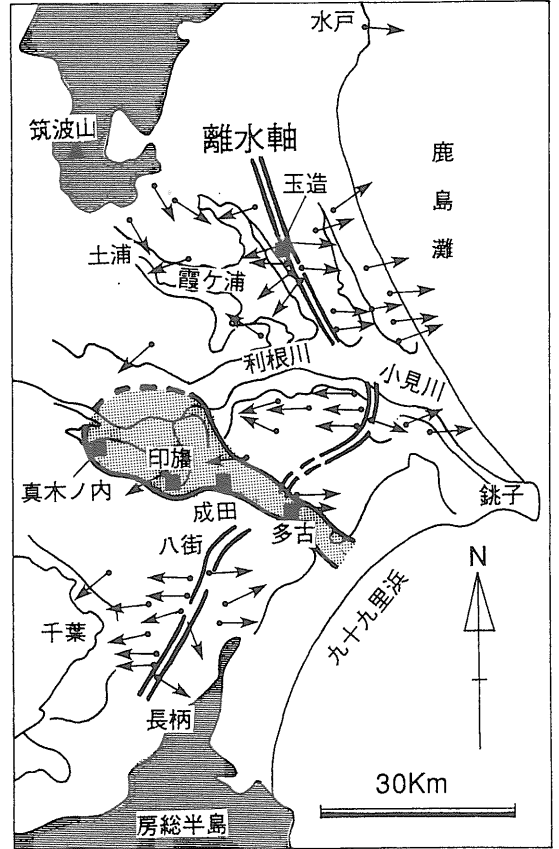 水戸
筑波山
離水軸
玉造
鹿島灘
土浦
霞ケ浦
利根川
小見川
印旛
真木ノ内
成田
多古
銚子
八街
N
九十九里浜
千葉
長柄
30Km
房総半島